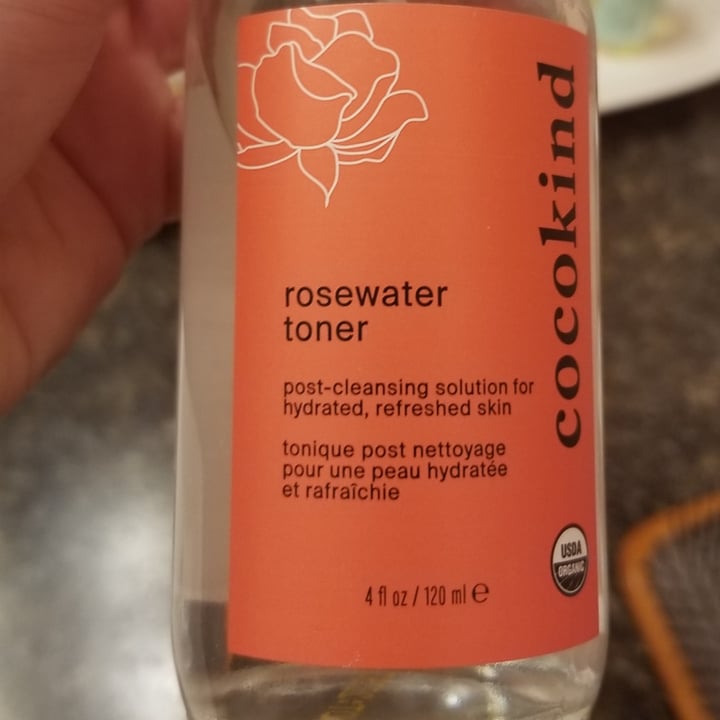 cocokind
rosewater
toner
post-cleansing solution for
hydrated, refreshed skin
tonique post nettoyage
pour une peau hydratée
et rafraîchie
USDA
ORGANIC
4 fl oz / 120 ml ℮